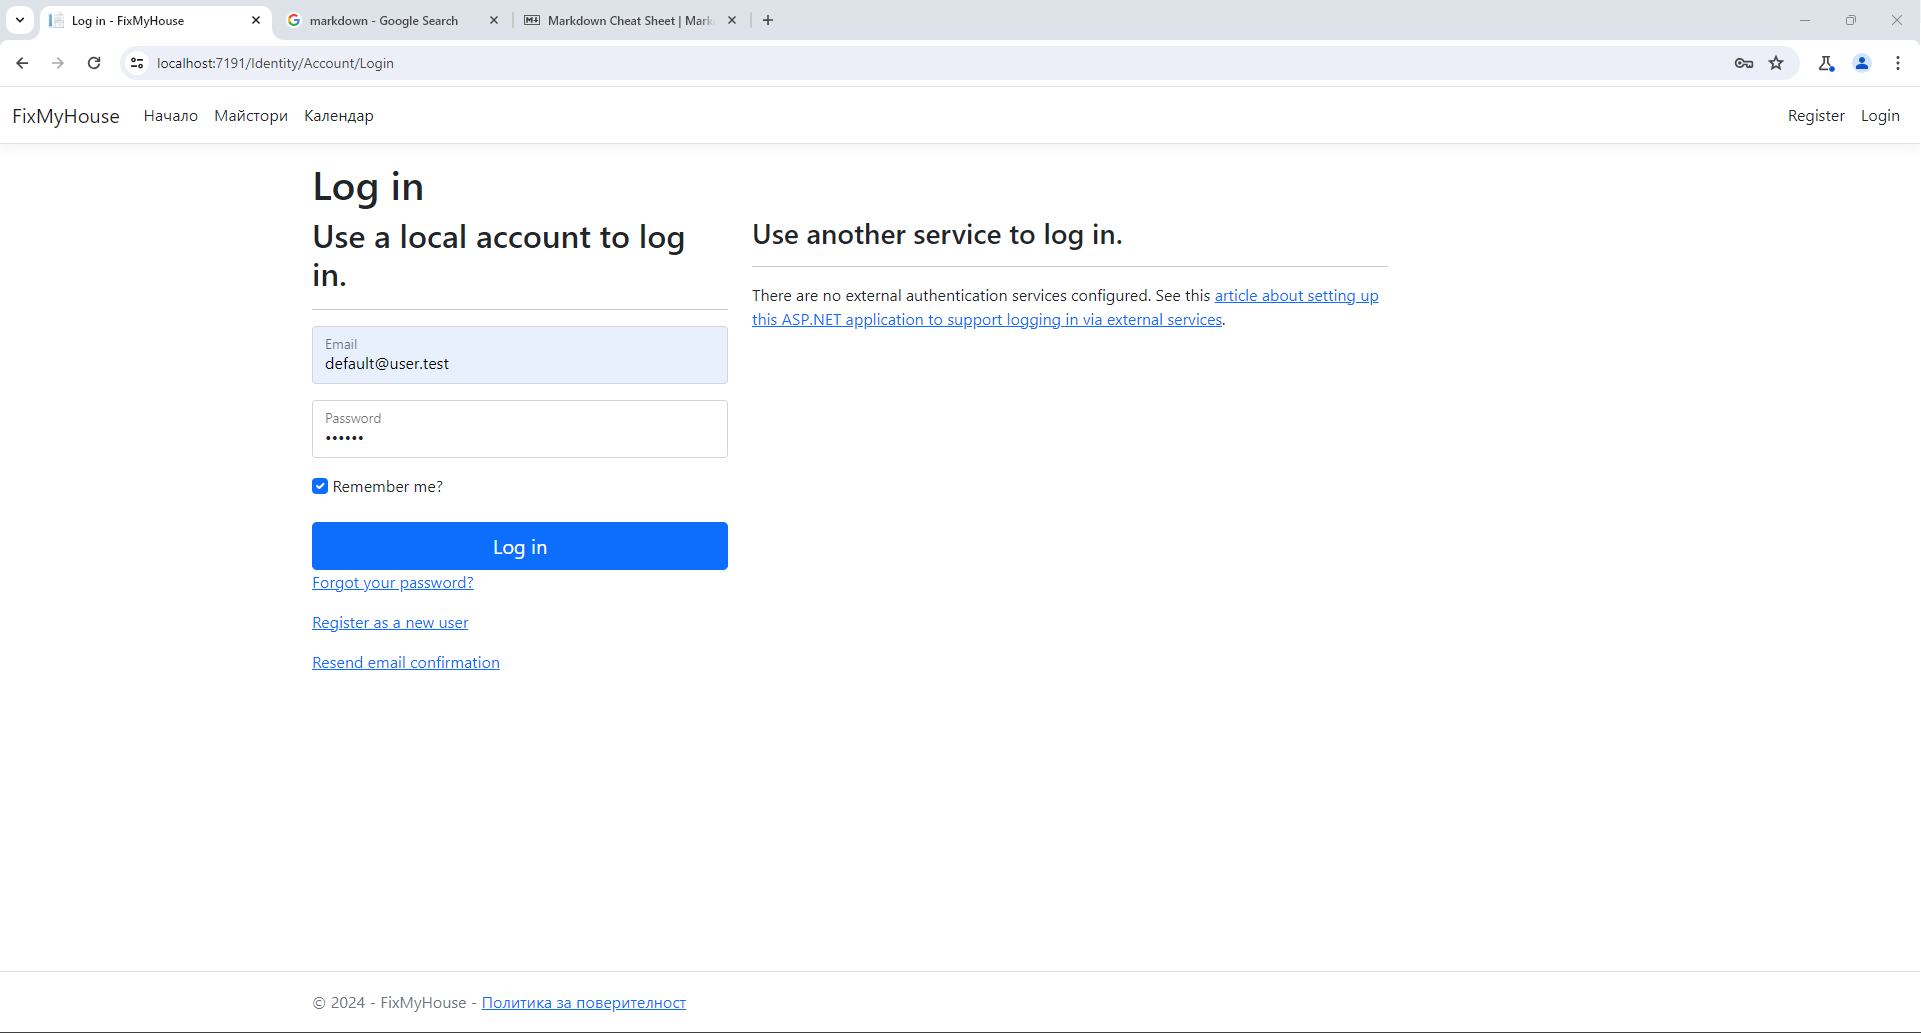 Log in - FixMyHouse
markdown - Google Search
Markdown Cheat Sheet | Mark
localhost:7191/Identity/Account/Login
FixMyHouse Начало Майстори Календар Register Login
Log in
Use a local account to log
in.
Email
default@user.test
Password
••••••
Remember me?
Log in
Forgot your password?
Register as a new user
Resend email confirmation
Use another service to log in.
There are no external authentication services configured. See this article about setting up
this ASP.NET application to support logging in via external services.
© 2024 - FixMyHouse - Политика за поверителност